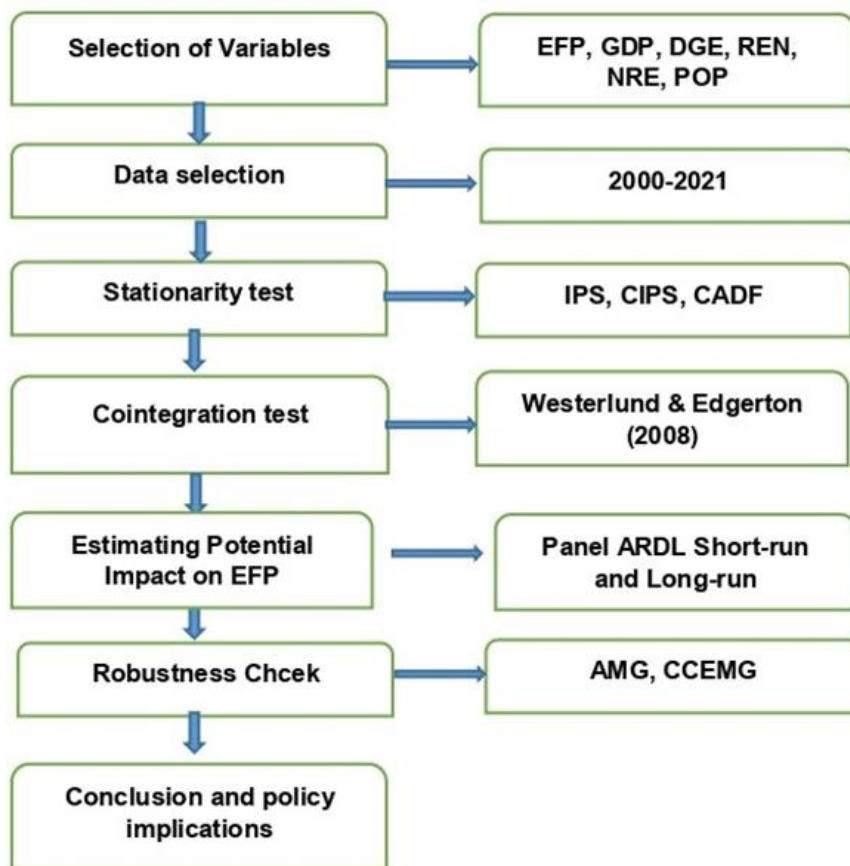 Selection of Variables
EFP, GDP, DGE, REN,
NRE, POP
Data selection
2000-2021
Stationarity test
IPS, CIPS, CADF
Cointegration test
Westerlund & Edgerton
(2008)
Estimating Potential
Impact on EFP
Panel ARDL Short-run
and Long-run
Robustness Chcek
AMG, CCEMG
Conclusion and policy
implications